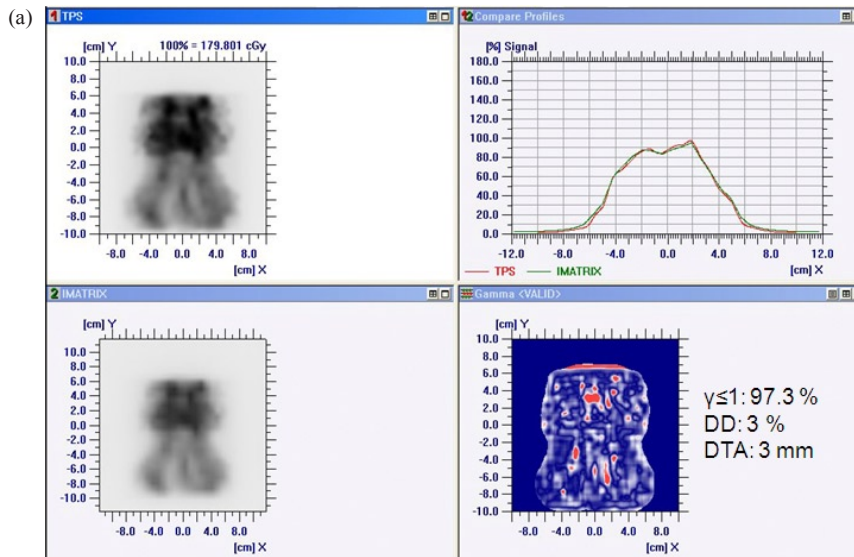 (a)
1 TPS
[cm] Y 100% = 179.801 cGy
10.0
8.0
6.0
4.0
2.0
0.0
-2.0
-4.0
-6.0
-8.0
-10.0
-8.0 -4.0 0.0 4.0 8.0
[cm] X
12 Compare Profiles
[%] Signal
180.0
160.0
140.0
120.0
100.0
80.0
60.0
40.0
20.0
0.0
-12.0 -8.0 -4.0 0.0 4.0 8.0 12.0
TPS IMATRIX [cm] X
2 IMATRIX
[cm] Y
10.0
8.0
6.0
4.0
2.0
0.0
-2.0
-4.0
-6.0
-8.0
-10.0
-8.0 -4.0 0.0 4.0 8.0
[cm] X
Gamma <VALID>
[cm] Y
10.0
8.0
6.0
4.0
2.0
0.0
-2.0
-4.0
-6.0
-8.0
-10.0
-8.0 -4.0 0.0 4.0 8.0
[cm] X
γ≤1: 97.3 %
DD: 3 %
DTA: 3 mm